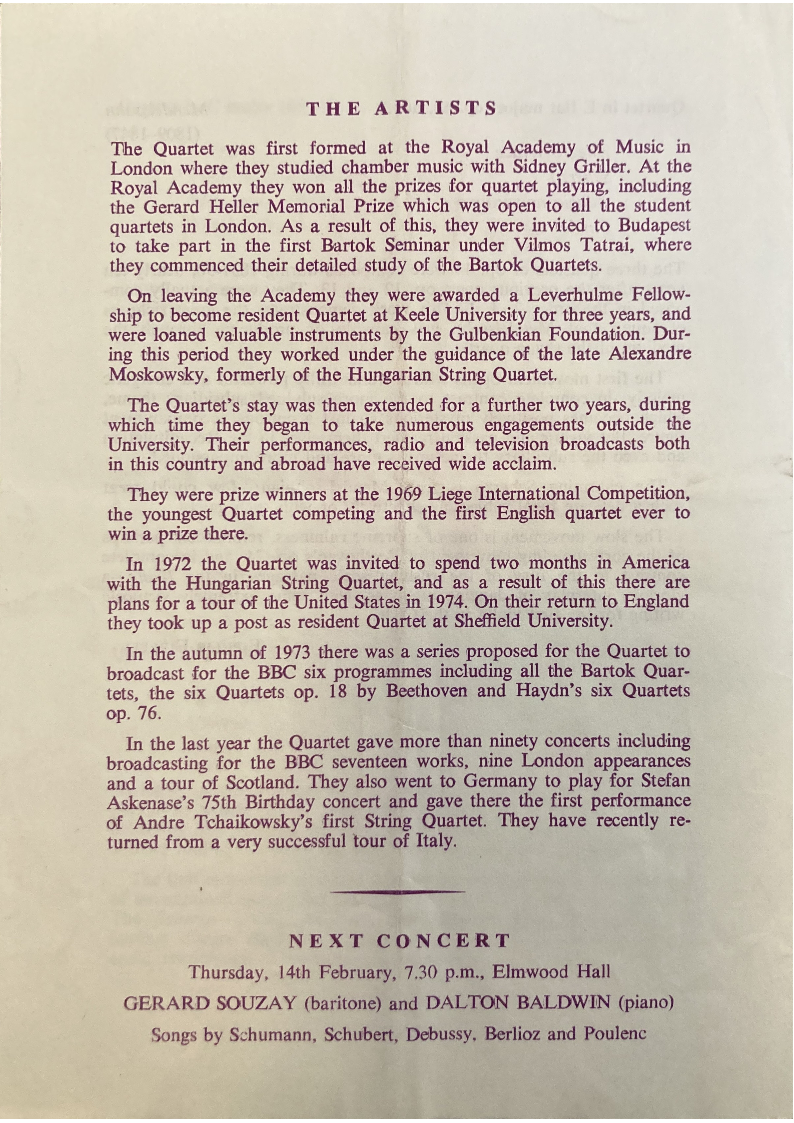 THE ARTISTS
The Quartet was first formed at the Royal Academy of Music in
London where they studied chamber music with Sidney Griller. At the
Royal Academy they won all the prizes for quartet playing, including
the Gerard Heller Memorial Prize which was open to all the student
quartets in London. As a result of this, they were invited to Budapest
to take part in the first Bartok Seminar under Vilmos Tatrai, where
they commenced their detailed study of the Bartok Quartets.
On leaving the Academy they were awarded a Leverhulme Fellow-
ship to become resident Quartet at Keele University for three years, and
were loaned valuable instruments by the Gulbenkian Foundation. Dur-
ing this period they worked under the guidance of the late Alexandre
Moskowsky, formerly of the Hungarian String Quartet.
The Quartet's stay was then extended for a further two years, during
which time they began to take numerous engagements outside the
University. Their performances, radio and television broadcasts both
in this country and abroad have received wide acclaim.
They were prize winners at the 1969 Liege International Competition,
the youngest Quartet competing and the first English quartet ever to
win a prize there.
In 1972 the Quartet was invited to spend two months in America
with the Hungarian String Quartet, and as a result of this there are
plans for a tour of the United States in 1974. On their return to England
they took up a post as resident Quartet at Sheffield University.
In the autumn of 1973 there was a series proposed for the Quartet to
broadcast for the BBC six programmes including all the Bartok Quar-
tets, the six Quartets op. 18 by Beethoven and Haydn's six Quartets
op. 76.
In the last year the Quartet gave more than ninety concerts including
broadcasting for the BBC seventeen works, nine London appearances
and a tour of Scotland. They also went to Germany to play for Stefan
Askenase's 75th Birthday concert and gave there the first performance
of Andre Tchaikowsky's first String Quartet. They have recently re-
turned from a very successful tour of Italy.
NEXT CONCERT
Thursday, 14th February, 7.30 p.m., Elmwood Hall
GERARD SOUZAY (baritone) and DALTON BALDWIN (piano)
Songs by Schumann, Schubert, Debussy, Berlioz and Poulenc